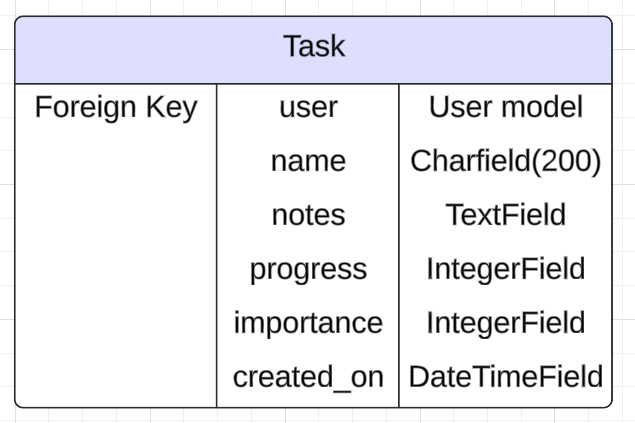 Task
Foreign Key user User model
name Charfield(200)
notes TextField
progress IntegerField
importance IntegerField
created_on DateTimeField